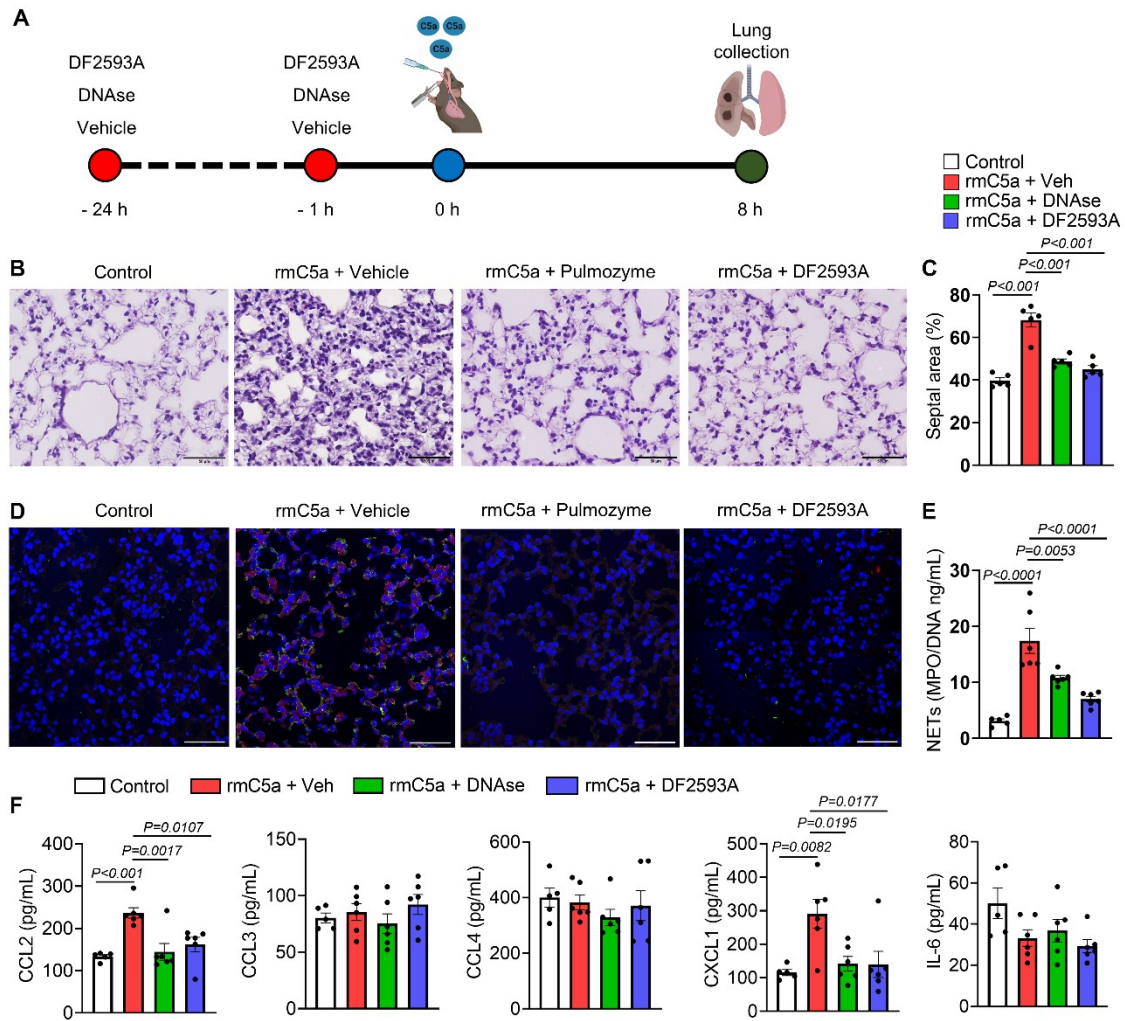 A
C5a C5a
C5a
Lung
collection
DF2593A
DNAse
Vehicle
DF2593A
DNAse
Vehicle
- 24 h
- 1 h
0 h
8 h
Control
rmC5a + Veh
rmC5a + DNAse
rmC5a + DF2593A
B
Control
rmC5a + Vehicle
rmC5a + Pulmozyme
rmC5a + DF2593A
C
P<0.001
P<0.001
P<0.001
Septal area (%)
80
60
40
20
0
D
Control
rmC5a + Vehicle
rmC5a + Pulmozyme
rmC5a + DF2593A
E
P<0.0001
P=0.0053
P<0.0001
NETs (MPO/DNA ng/mL)
30
20
10
0
Control
rmC5a + Veh
rmC5a + DNAse
rmC5a + DF2593A
F
P=0.0107
P=0.0017
P<0.001
CCL2 (pg/mL)
400
300
200
100
0
CCL3 (pg/mL)
150
100
50
0
CCL4 (pg/mL)
800
600
400
200
0
P=0.0177
P=0.0195
P=0.0082
CXCL1 (pg/mL)
500
400
300
200
100
0
IL-6 (pg/mL)
80
60
40
20
0